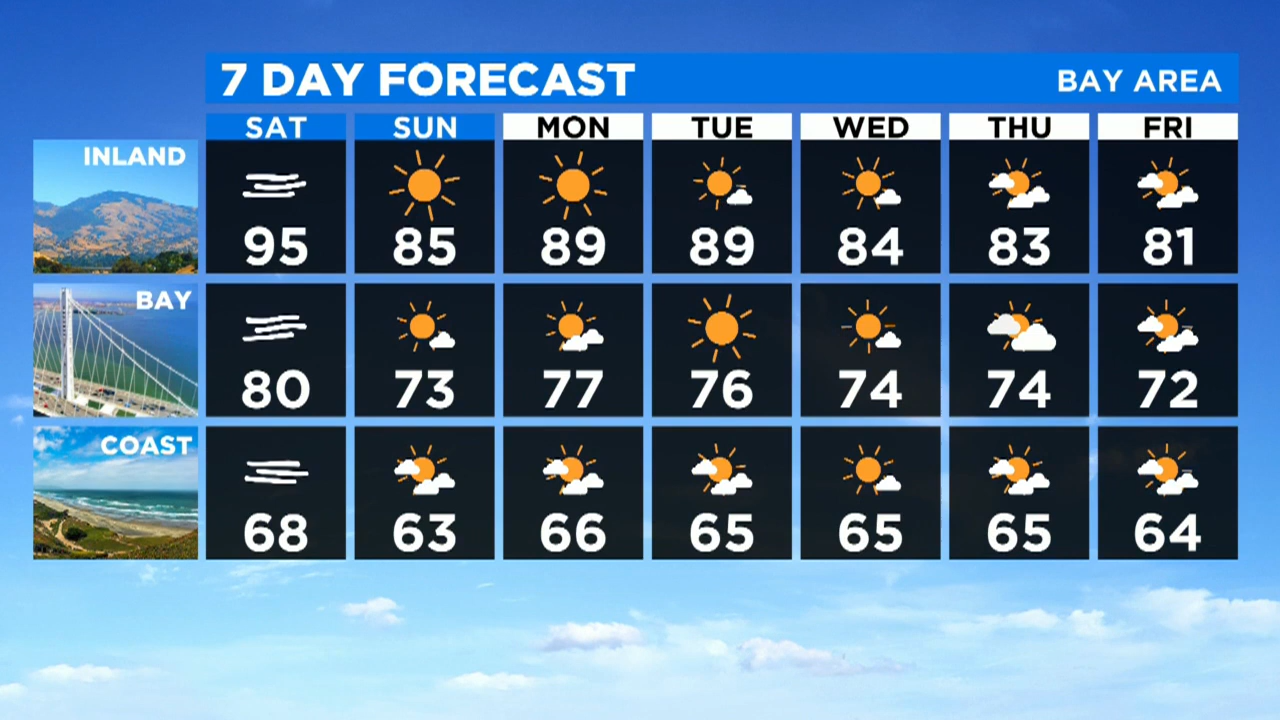 7 DAY FORECAST BAY AREA
SAT SUN MON TUE WED THU FRI
INLAND
95 85 89 89 84 83 81
BAY
80 73 77 76 74 74 72
COAST
68 63 66 65 65 65 64